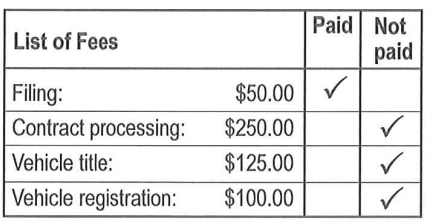 List of Fees Paid Not paid
Filing: $50.00 ✓
Contract processing: $250.00 ✓
Vehicle title: $125.00 ✓
Vehicle registration: $100.00 ✓